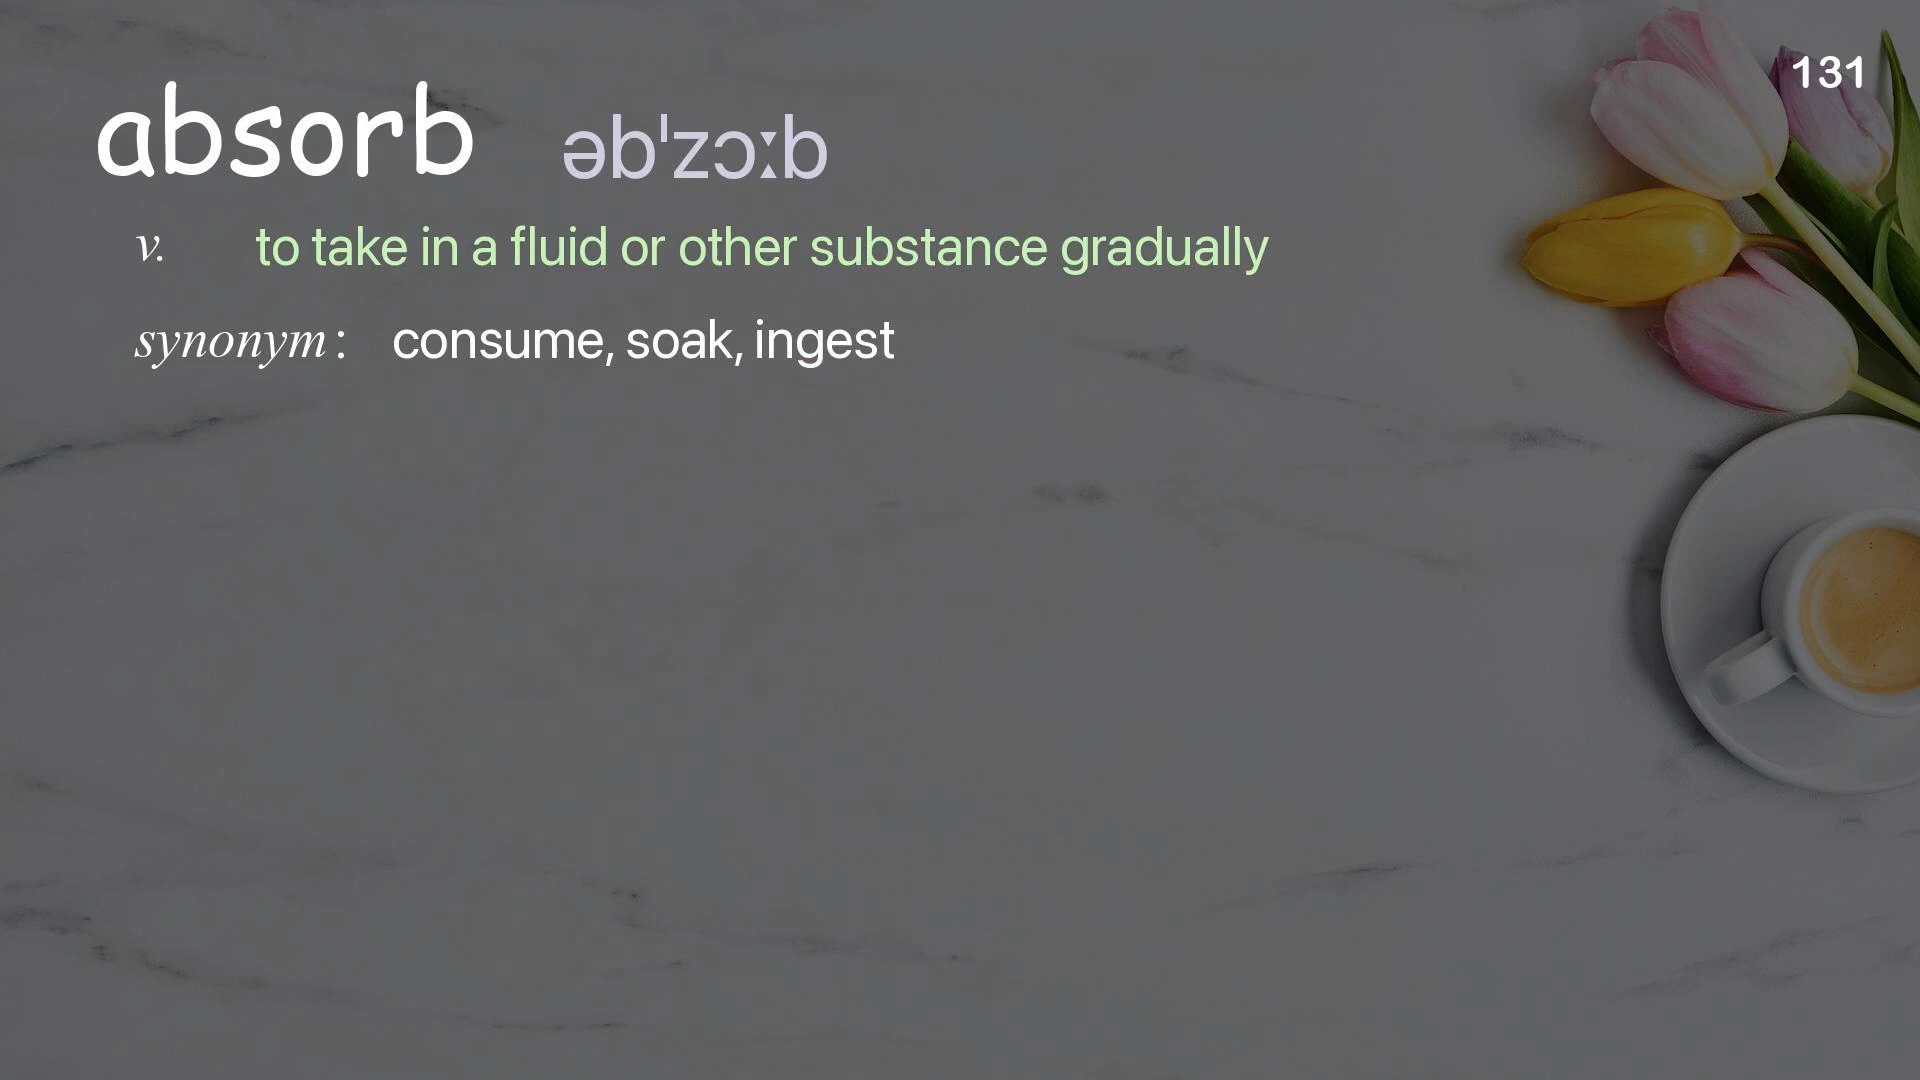 131
absorb əbˈzɔːb
v. to take in a fluid or other substance gradually
synonym : consume, soak, ingest